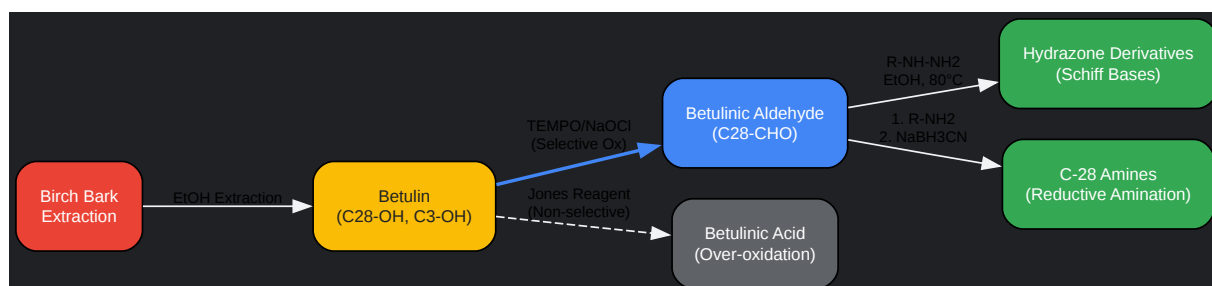 Birch Bark
Extraction
EtOH Extraction
Betulin
(C28-OH, C3-OH)
TEMPO/NaOCl
(Selective Ox)
Jones Reagent
(Non-selective)
Betulinic Aldehyde
(C28-CHO)
Betulinic Acid
(Over-oxidation)
R-NH-NH2
EtOH, 80°C
1. R-NH2
2. NaBH3CN
Hydrazone Derivatives
(Schiff Bases)
C-28 Amines
(Reductive Amination)